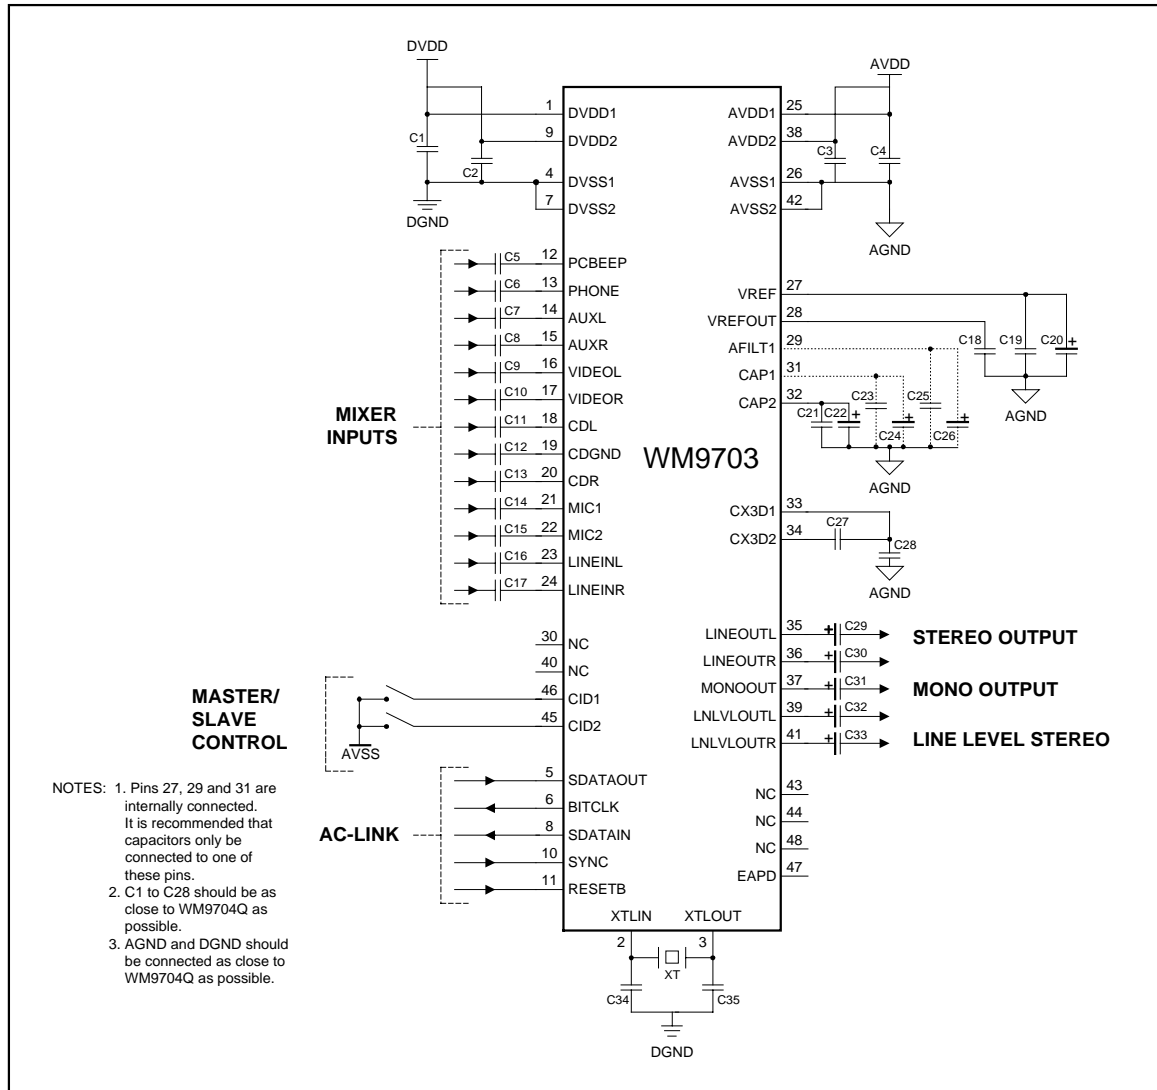 DVDD
AVDD
1 DVDD1
AVDD1 25
9 DVDD2
AVDD2 38
C1
C2
C3
C4
4 DVSS1
AVSS1 26
7 DVSS2
AVSS2 42
DGND
AGND
C5 12 PCBEEP
C6 13 PHONE
C7 14 AUXL
C8 15 AUXR
C9 16 VIDEOL
C10 17 VIDEOR
C11 18 CDL
C12 19 CDGND
C13 20 CDR
C14 21 MIC1
C15 22 MIC2
C16 23 LINEINL
C17 24 LINEINR
MIXER
INPUTS
WM9703
VREF 27
VREFOUT 28
AFILT1 29
CAP1 31
CAP2 32
C18
C19
C20 +
AGND
C21
C22 +
C23
C24 +
C25
C26 +
AGND
CX3D1 33
CX3D2 34
C27
C28
AGND
30 NC
40 NC
46 CID1
45 CID2
MASTER/
SLAVE
CONTROL
AVSS
LINEOUTL 35 + C29
STEREO OUTPUT
LINEOUTR 36 + C30
MONOOUT 37 + C31
MONO OUTPUT
LNLVLOUTL 39 + C32
LNLVLOUTR 41 + C33
LINE LEVEL STEREO
NOTES: 1. Pins 27, 29 and 31 are
internally connected.
It is recommended that
capacitors only be
connected to one of
these pins.
2. C1 to C28 should be as
close to WM9704Q as
possible.
3. AGND and DGND should
be connected as close to
WM9704Q as possible.
AC-LINK
5 SDATAOUT
6 BITCLK
8 SDATAIN
10 SYNC
11 RESETB
NC 43
NC 44
NC 48
EAPD 47
XTLIN
XTLOUT
2
3
XT
C34
C35
DGND